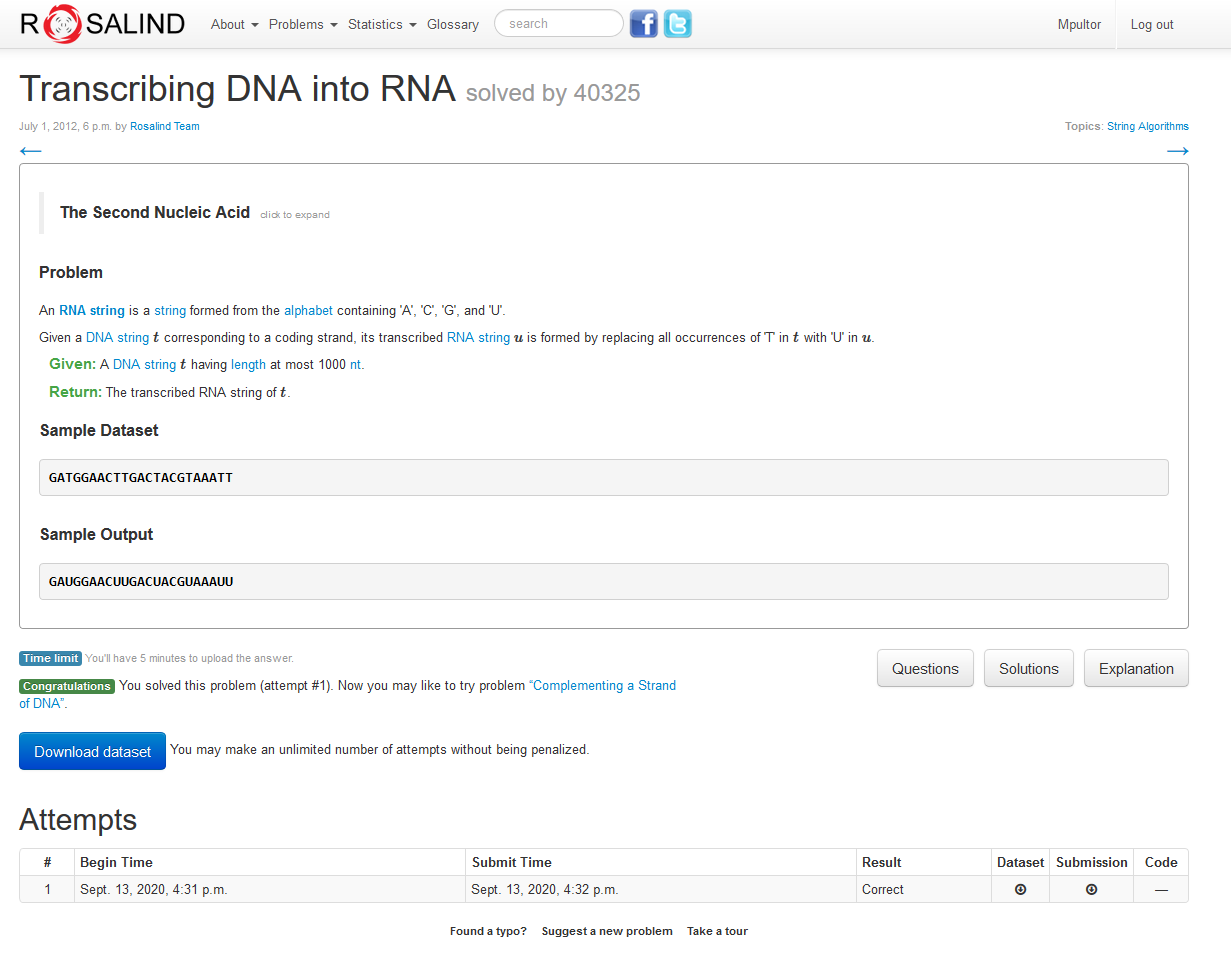 ROSALIND About Problems Statistics Glossary search Mpultor Log out
Transcribing DNA into RNA solved by 40325
July 1, 2012, 6 p.m. by Rosalind Team Topics: String Algorithms
← →
The Second Nucleic Acid click to expand
Problem
An RNA string is a string formed from the alphabet containing 'A', 'C', 'G', and 'U'.
Given a DNA string t corresponding to a coding strand, its transcribed RNA string u is formed by replacing all occurrences of 'T' in t with 'U' in u.
Given: A DNA string t having length at most 1000 nt.
Return: The transcribed RNA string of t.
Sample Dataset
GATGGAACTTGACTACGTAAATT
Sample Output
GAUGGAACUUGACUACGUAAAUU
Time limit You'll have 5 minutes to upload the answer.
Questions Solutions Explanation
Congratulations You solved this problem (attempt #1). Now you may like to try problem “Complementing a Strand
of DNA”.
Download dataset You may make an unlimited number of attempts without being penalized.
Attempts
# Begin Time Submit Time Result Dataset Submission Code
1 Sept. 13, 2020, 4:31 p.m. Sept. 13, 2020, 4:32 p.m. Correct —
Found a typo? Suggest a new problem Take a tour